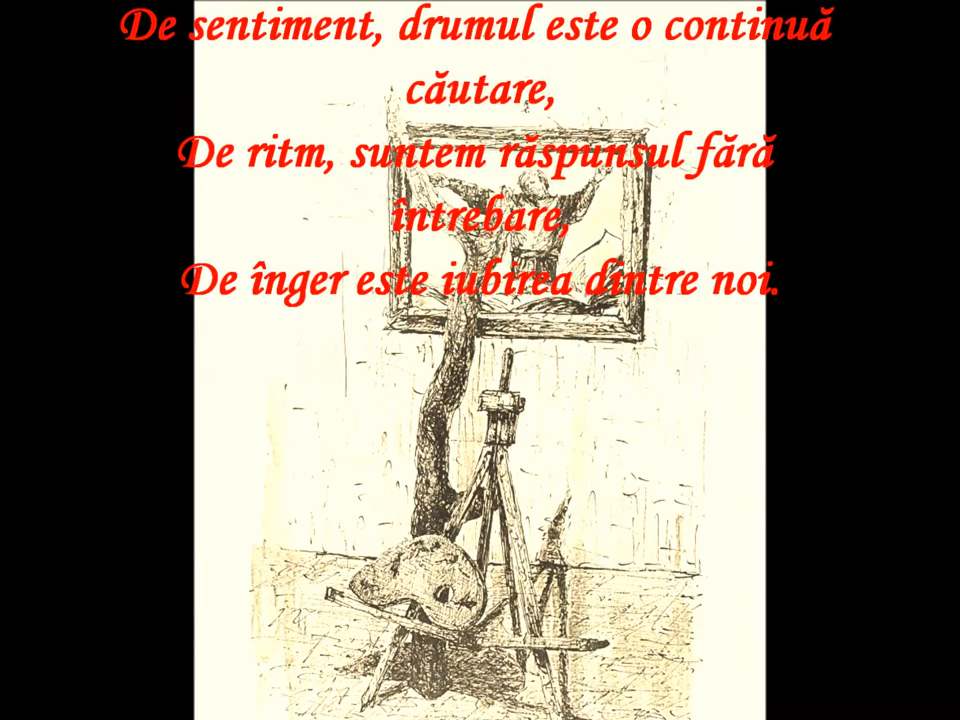 De sentiment, drumul este o continuă
căutare,
De ritm, suntem răspunsul fără
întrebare,
De înger este iubirea dintre noi.